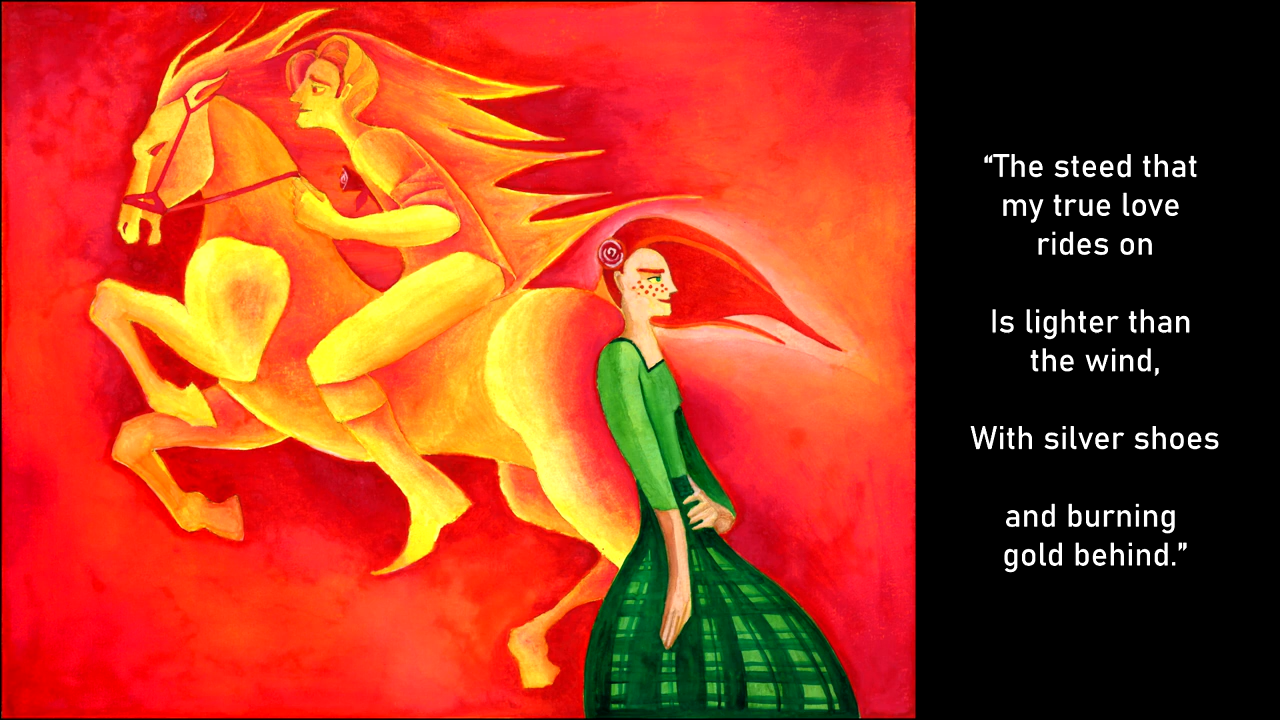 “The steed that
my true love
rides on
Is lighter than
the wind,
With silver shoes
and burning
gold behind.”